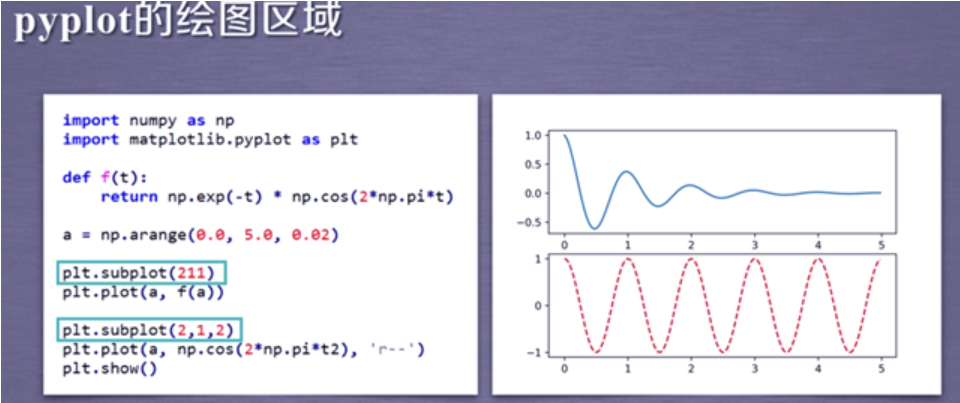 pyplot的绘图区域
import numpy as np
import matplotlib.pyplot as plt
def f(t):
    return np.exp(-t) * np.cos(2*np.pi*t)
a = np.arange(0.0, 5.0, 0.02)
plt.subplot(211)
plt.plot(a, f(a))
plt.subplot(2,1,2)
plt.plot(a, np.cos(2*np.pi*t2), 'r--')
plt.show()
1.0
0.5
0.0
−0.5
0 1 2 3 4 5
1
0
−1
0 1 2 3 4 5